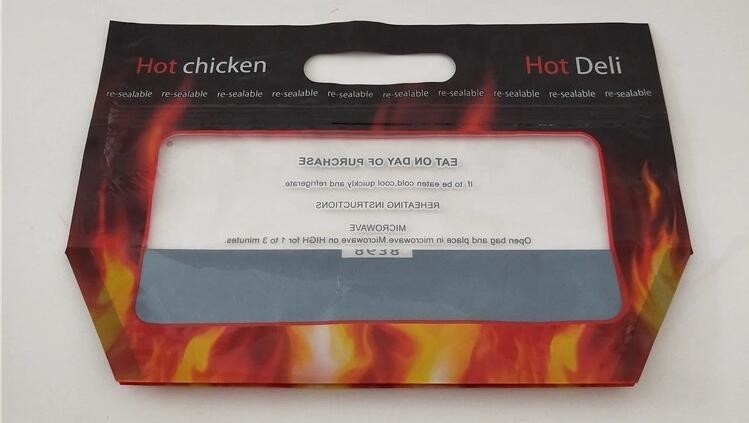 Hot chicken Hot Deli
re-sealable re-sealable re-sealable re-sealable re-sealable re-sealable re-sealable re-sealable re-sealable re-sealable
EAT ON DAY OF PURCHASE
If to be eaten cold,cool quickly and refrigerate
REHEATING INSTRUCTIONS
MICROWAVE
Open bag and place in microwave.Microwave on HIGH for 1 to 3 minutes.